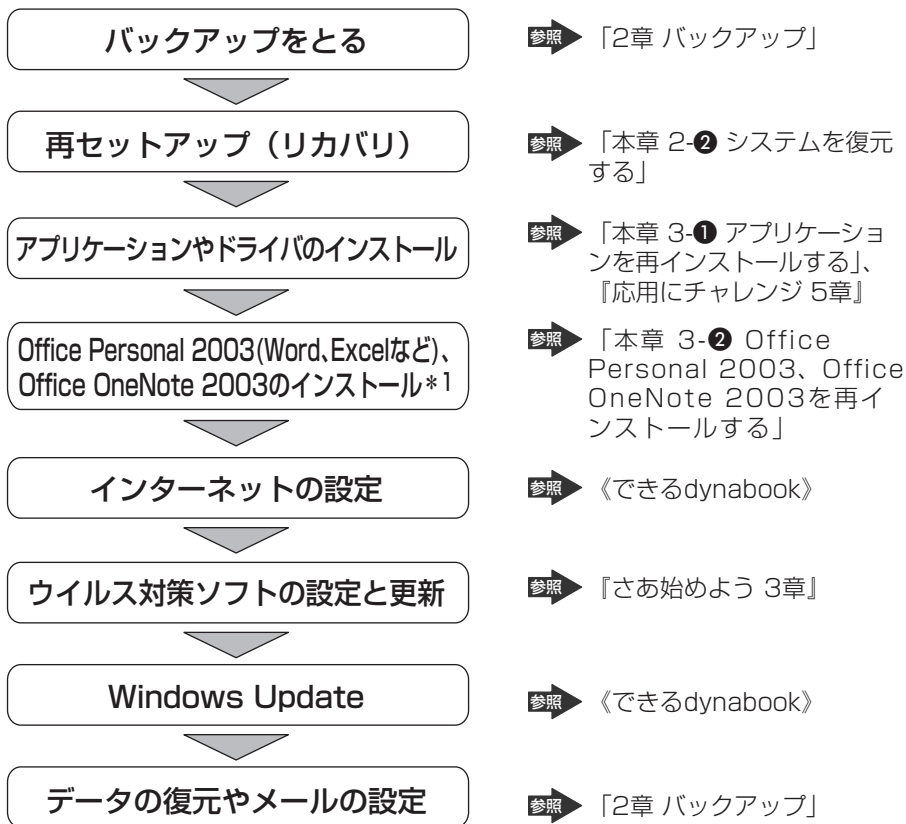 バックアップをとる
参照 「2章 バックアップ」
再セットアップ（リカバリ）
参照 「本章 2-❷ システムを復元
する」
アプリケーションやドライバのインストール
参照 「本章 3-❶ アプリケーショ
ンを再インストールする」、
『応用にチャレンジ 5章』
Office Personal 2003(Word、Excelなど)、
Office OneNote 2003のインストール*1
参照 「本章 3-❷ Office
Personal 2003、Office
OneNote 2003を再イ
ンストールする」
インターネットの設定
参照 《できるdynabook》
ウイルス対策ソフトの設定と更新
参照 『さあ始めよう 3章』
Windows Update
参照 《できるdynabook》
データの復元やメールの設定
参照 「2章 バックアップ」